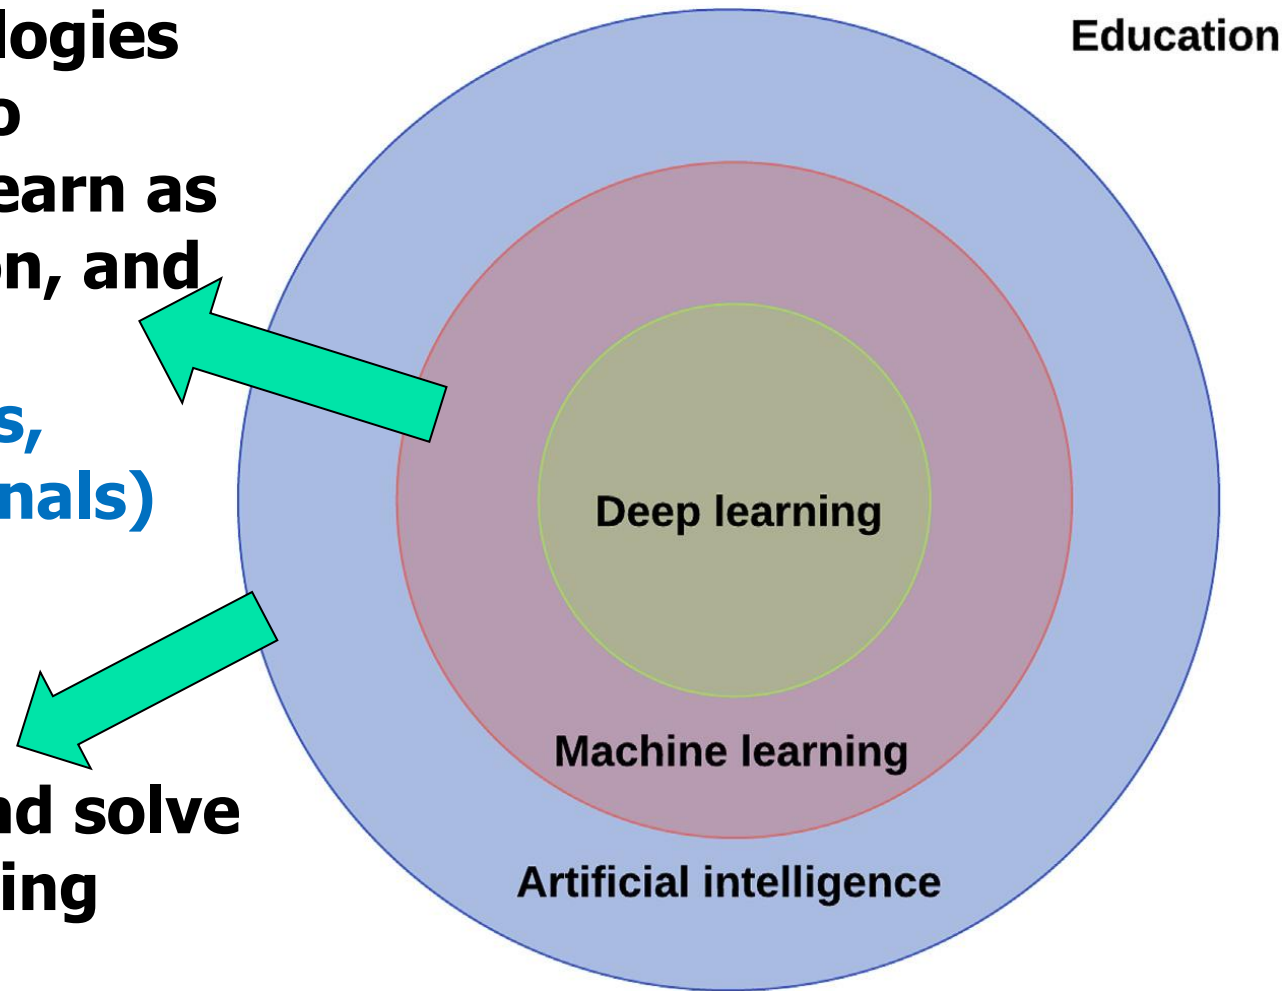 logies
o
earn as
on, and
s,
nals)
nd solve
ing
Education
Deep learning
Machine learning
Artificial intelligence